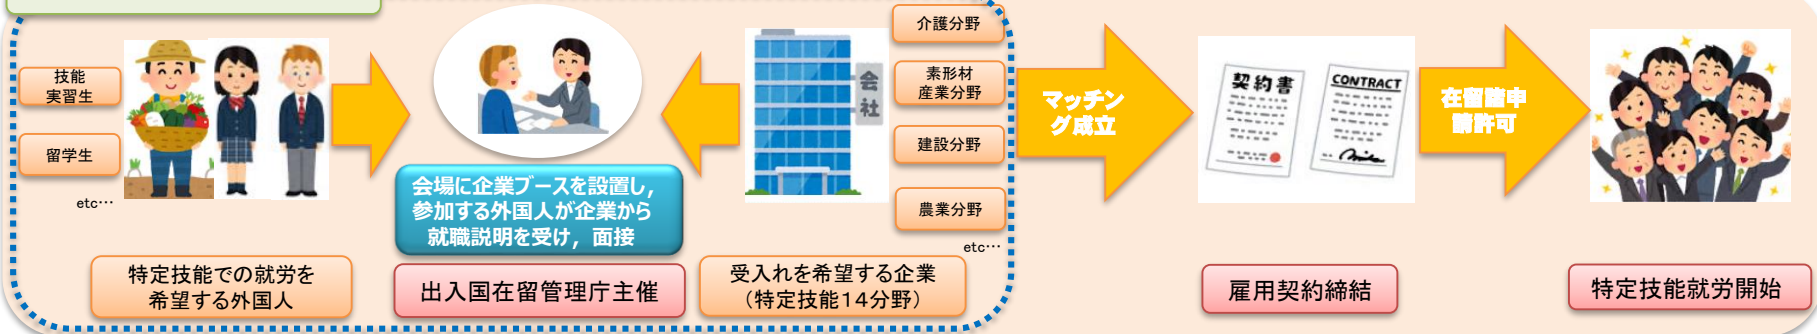 技能
実習生
留学生
etc…
特定技能での就労を
希望する外国人
会場に企業ブースを設置し，
参加する外国人が企業から
就職説明を受け，面接
出入国在留管理庁主催
会社
介護分野
素形材
産業分野
建設分野
農業分野
etc…
受入れを希望する企業
（特定技能１４分野）
マッチン
グ成立
契約書
CONTRACT
雇用契約締結
在留諸申
請許可
特定技能就労開始